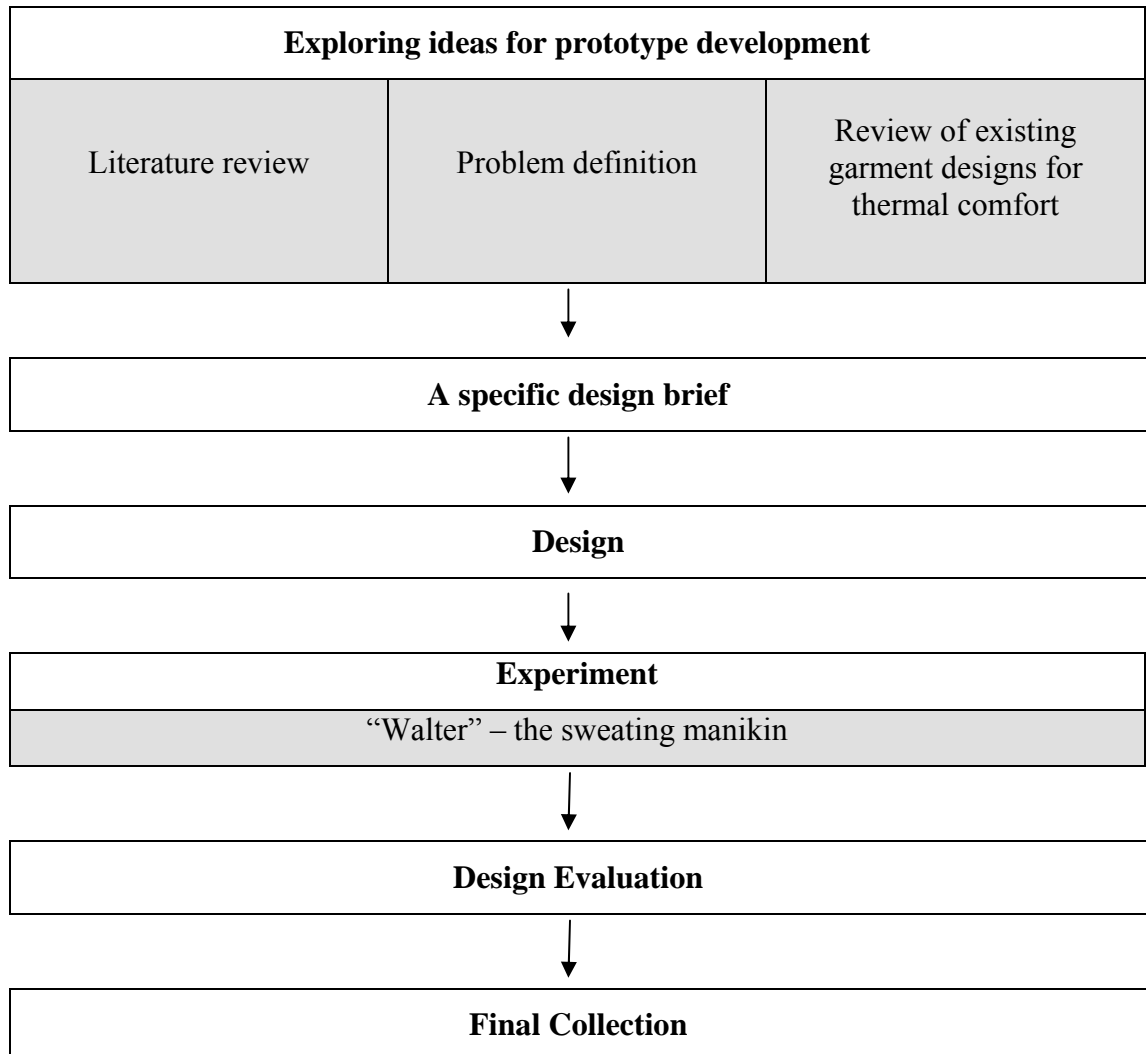 Exploring ideas for prototype development
Literature review
Problem definition
Review of existing
garment designs for
thermal comfort
A specific design brief
Design
Experiment
“Walter” – the sweating manikin
Design Evaluation
Final Collection